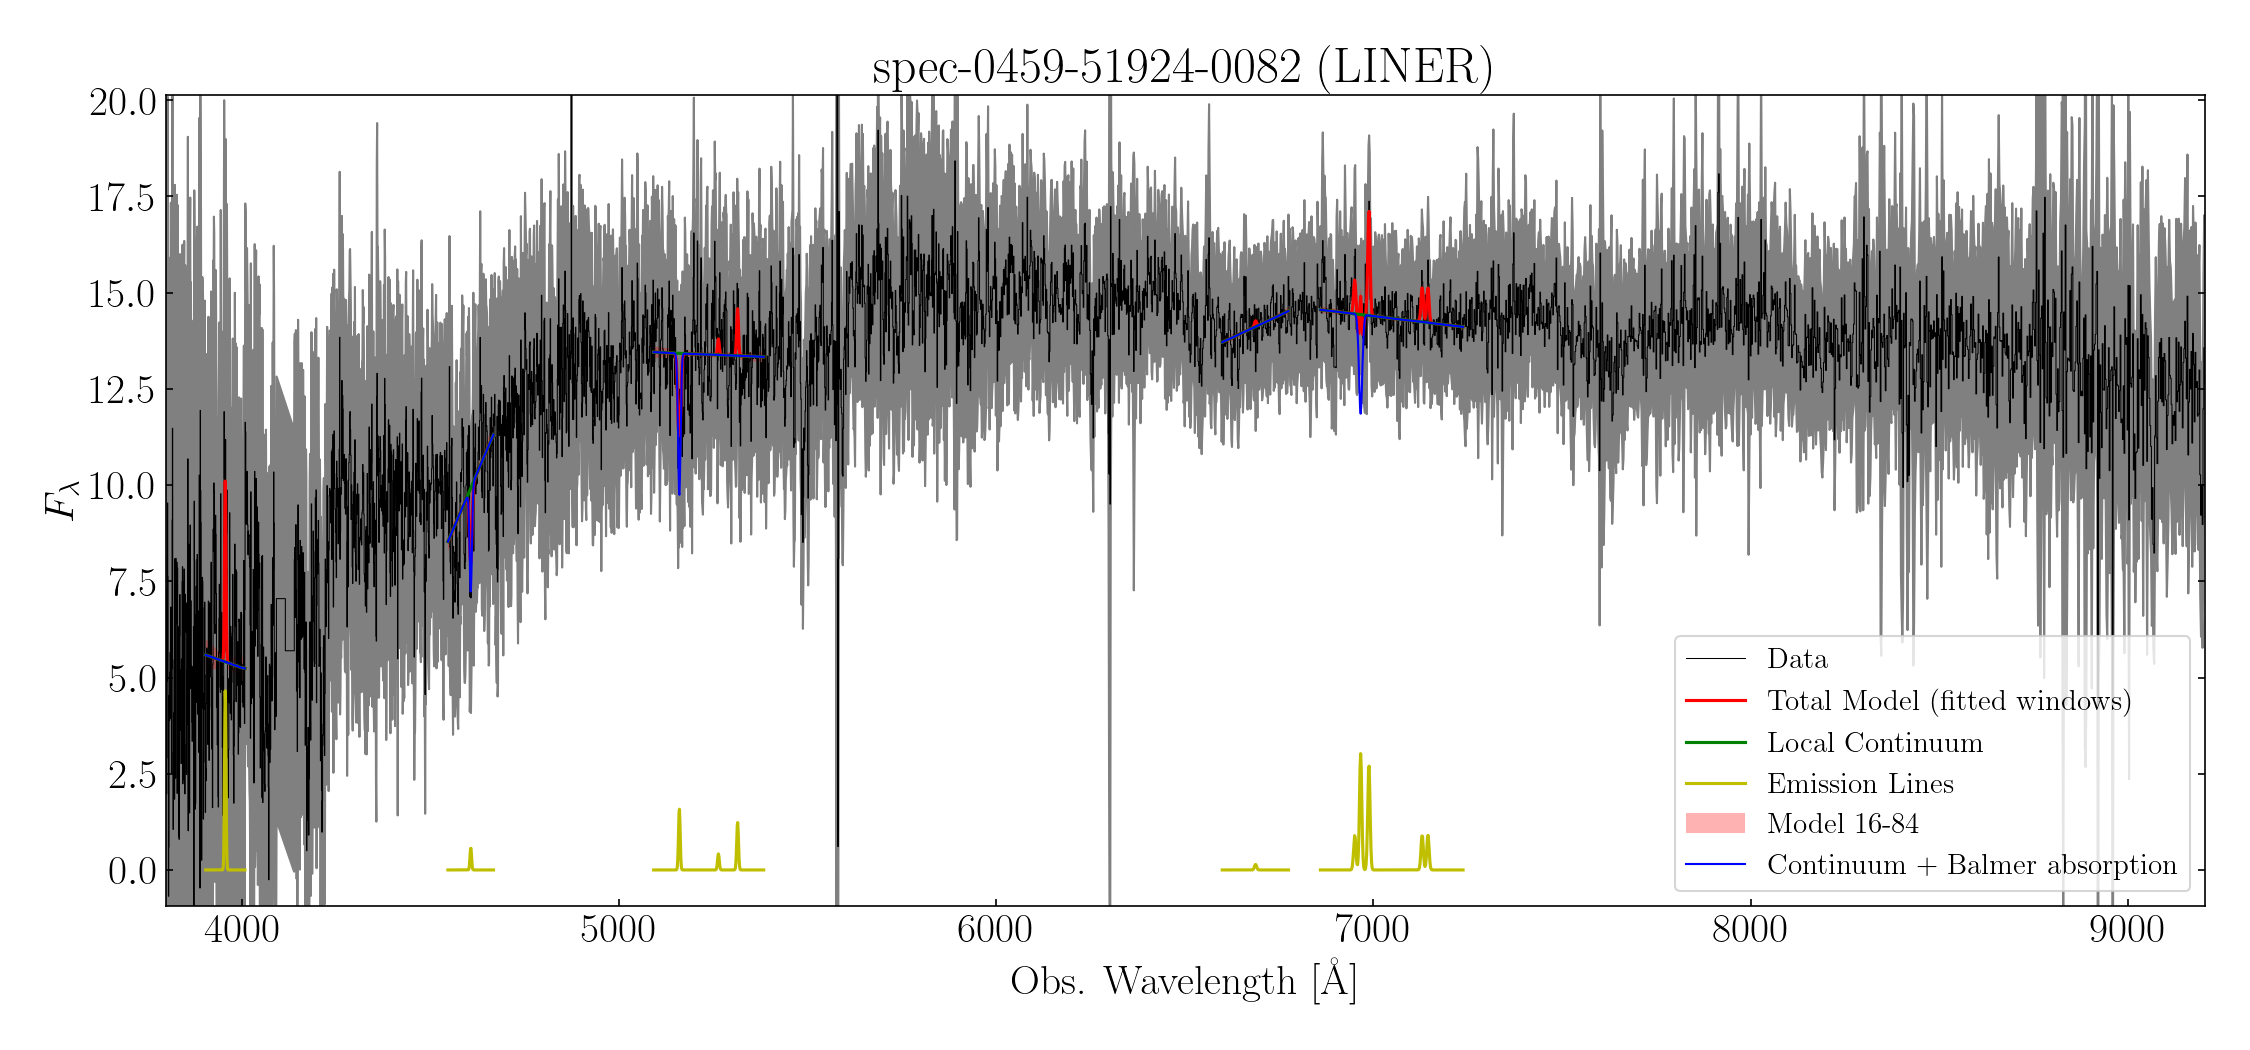 spec-0459-51924-0082 (LINER)
20.0
17.5
15.0
12.5
10.0
7.5
5.0
2.5
0.0
Fλ
Data
Total Model (fitted windows)
Local Continuum
Emission Lines
Model 16-84
Continuum + Balmer absorption
4000 5000 6000 7000 8000 9000
Obs. Wavelength [Å]